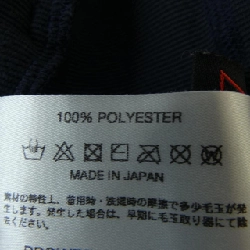 100% POLYESTER
MADE IN JAPAN
素材の特性上、着用時・洗濯時の摩擦で多少毛玉が発
生します。発生した場合は、早期に毛玉取り器にて除